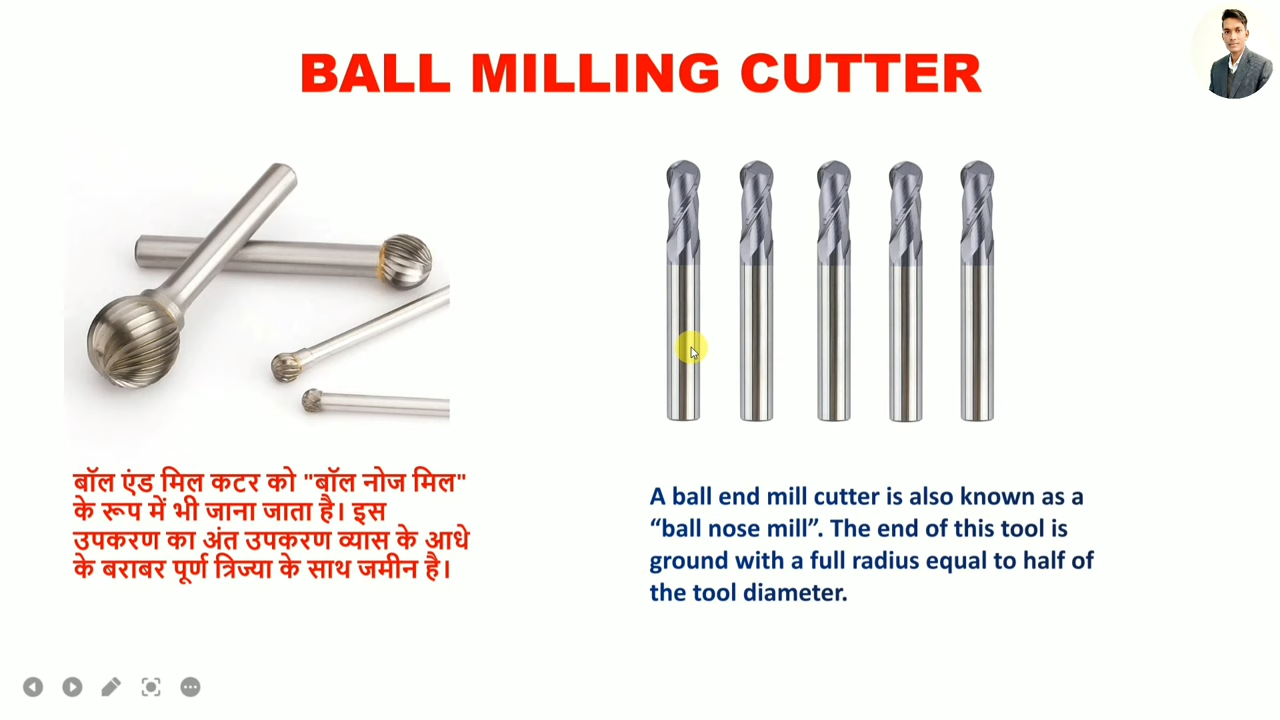 BALL MILLING CUTTER
बॉल एंड मिल कटर को "बॉल नोज मिल"
के रूप में भी जाना जाता है। इस
उपकरण का अंत उपकरण व्यास के आधे
के बराबर पूर्ण त्रिज्या के साथ जमीन है।
A ball end mill cutter is also known as a
“ball nose mill”. The end of this tool is
ground with a full radius equal to half of
the tool diameter.